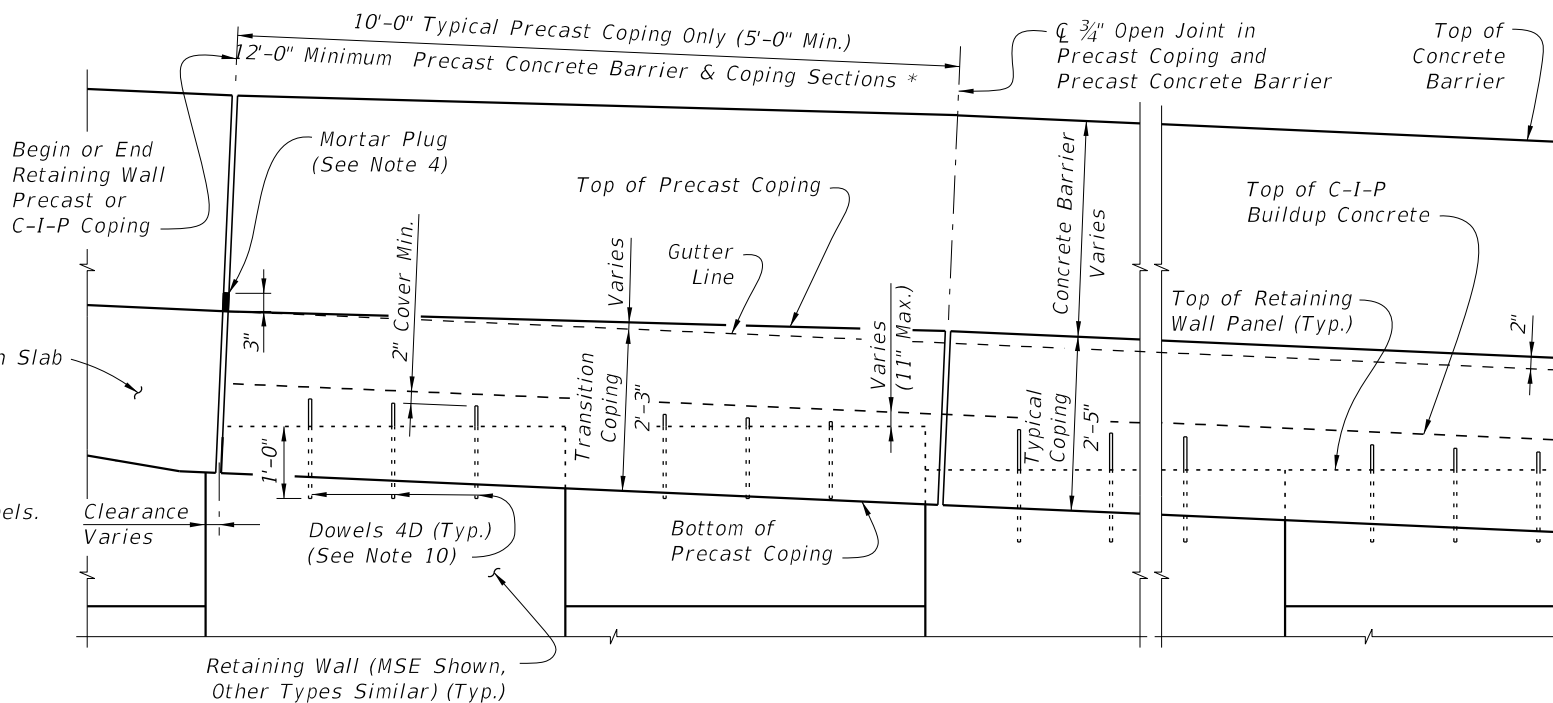 10'-0" Typical Precast Coping Only (5'-0" Min.)
12'-0" Minimum Precast Concrete Barrier & Coping Sections *
℄ ¾" Open Joint in
Precast Coping and
Precast Concrete Barrier
Top of
Concrete
Barrier
Begin or End
Retaining Wall
Precast or
C-I-P Coping
Mortar Plug
(See Note 4)
Top of Precast Coping
Gutter
Line
Concrete Barrier
Varies
Top of C-I-P
Buildup Concrete
3"
2" Cover Min.
Varies
Varies
(11" Max.)
Top of Retaining
Wall Panel (Typ.)
2"
n Slab
Transition
Coping
2'-3"
Typical
Coping
2'-5"
1'-0"
els.
Clearance
Varies
Dowels 4D (Typ.)
(See Note 10)
Bottom of
Precast Coping
Retaining Wall (MSE Shown,
Other Types Similar) (Typ.)